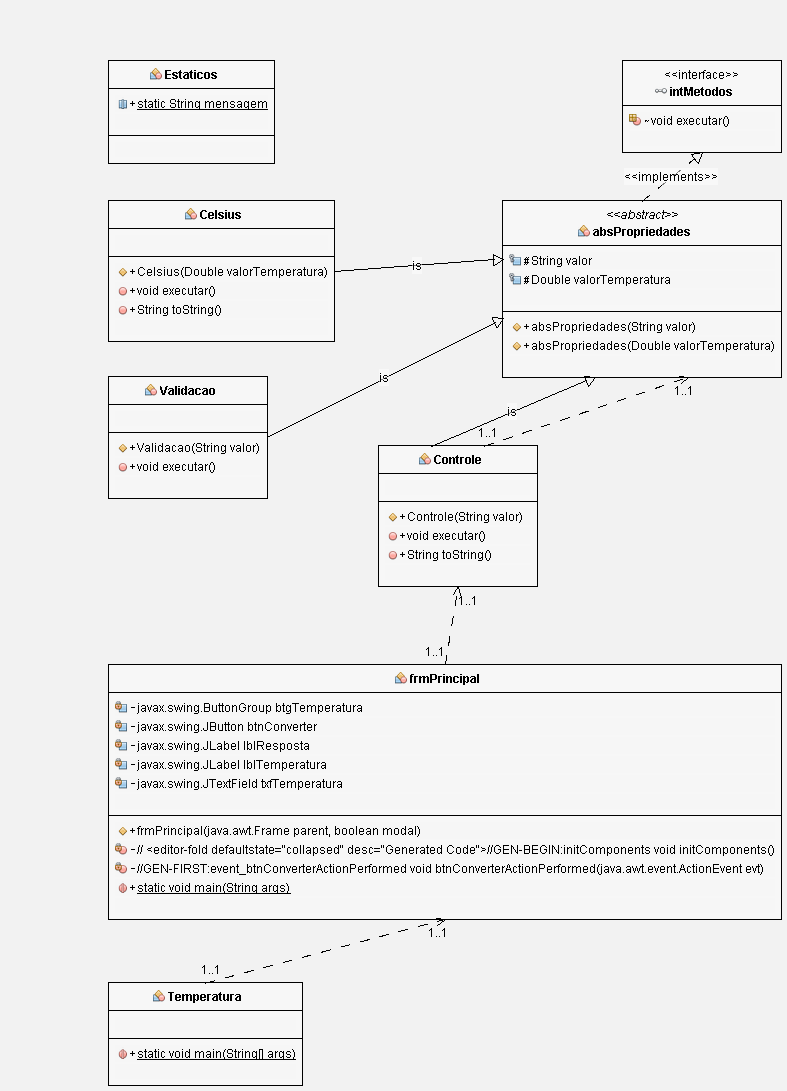 Estaticos
+static String mensagem
<<interface>>
intMetodos
~void executar()
<<implements>>
Celsius
+Celsius(Double valorTemperatura)
+void executar()
+String toString()
is
<<abstract>>
absPropriedades
#String valor
#Double valorTemperatura
+absPropriedades(String valor)
+absPropriedades(Double valorTemperatura)
is
Validacao
+Validacao(String valor)
+void executar()
is
1..1
1..1
Controle
+Controle(String valor)
+void executar()
+String toString()
1..1
1..1
frmPrincipal
-javax.swing.ButtonGroup btgTemperatura
-javax.swing.JButton btnConverter
-javax.swing.JLabel lblResposta
-javax.swing.JLabel lblTemperatura
-javax.swing.JTextField txfTemperatura
+frmPrincipal(java.awt.Frame parent, boolean modal)
-// <editor-fold defaultstate="collapsed" desc="Generated Code">//GEN-BEGIN:initComponents void initComponents()
-//GEN-FIRST:event_btnConverterActionPerformed void btnConverterActionPerformed(java.awt.event.ActionEvent evt)
+static void main(String args)
1..1
1..1
Temperatura
+static void main(String[] args)